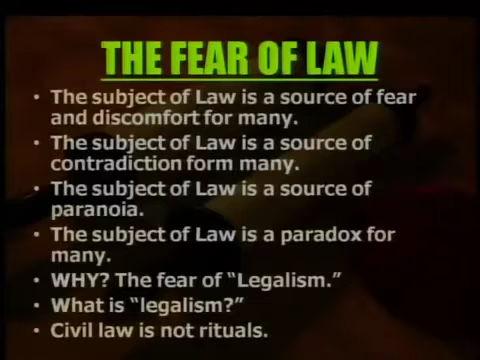 THE FEAR OF LAW
• The subject of Law is a source of fear
and discomfort for many.
• The subject of Law is a source of
contradiction form many.
• The subject of Law is a source of
paranoia.
• The subject of Law is a paradox for
many.
• WHY? The fear of “Legalism.”
• What is “legalism?”
• Civil law is not rituals.